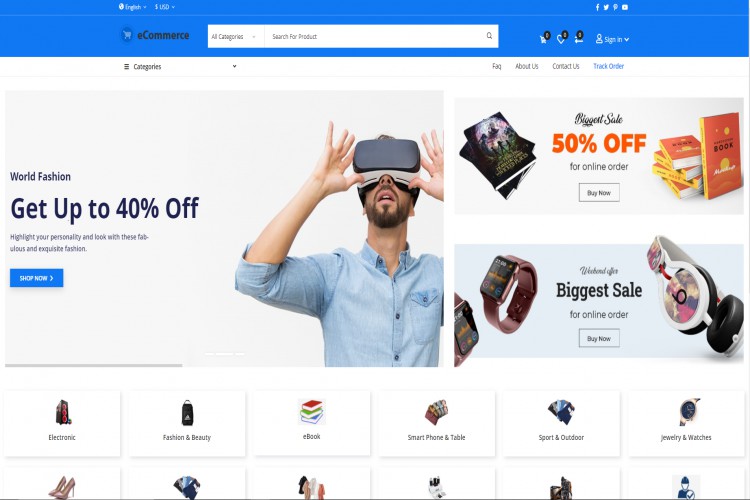 English
$ USD
eCommerce
All Categories
Search For Product
0
0
0
Sign in
Categories
Faq
About Us
Contact Us
Track Order
World Fashion
Get Up to 40% Off
Highlight your personality and look with these fab-
ulous and exquisite fashion.
SHOP NOW
Biggest Sale
50% OFF
for online order
Buy Now
Weekend offer
Biggest Sale
for online order
Buy Now
Electronic
Fashion & Beauty
eBook
Smart Phone & Table
Sport & Outdoor
Jewelry & Watches